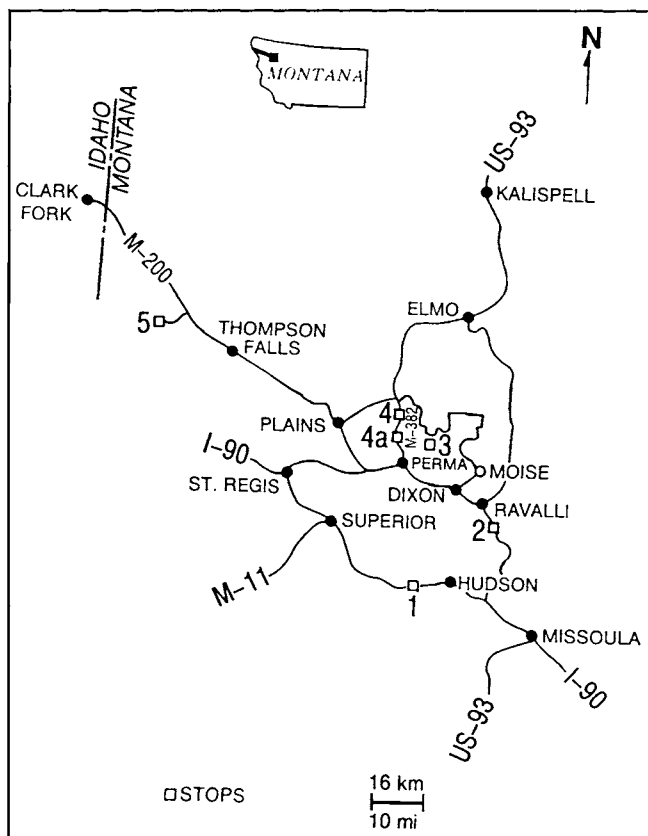 MONTANA
N
US-93
IDAHO
MONTANA
CLARK
FORK
KALISPELL
M-200
ELMO
5
THOMPSON
FALLS
4
M-382
PLAINS
4a
3
I-90
PERMA
MOISE
ST. REGIS
DIXON
RAVALLI
SUPERIOR
2
M-11
HUDSON
1
MISSOULA
I-90
US-93
STOPS
16 km
10 mi